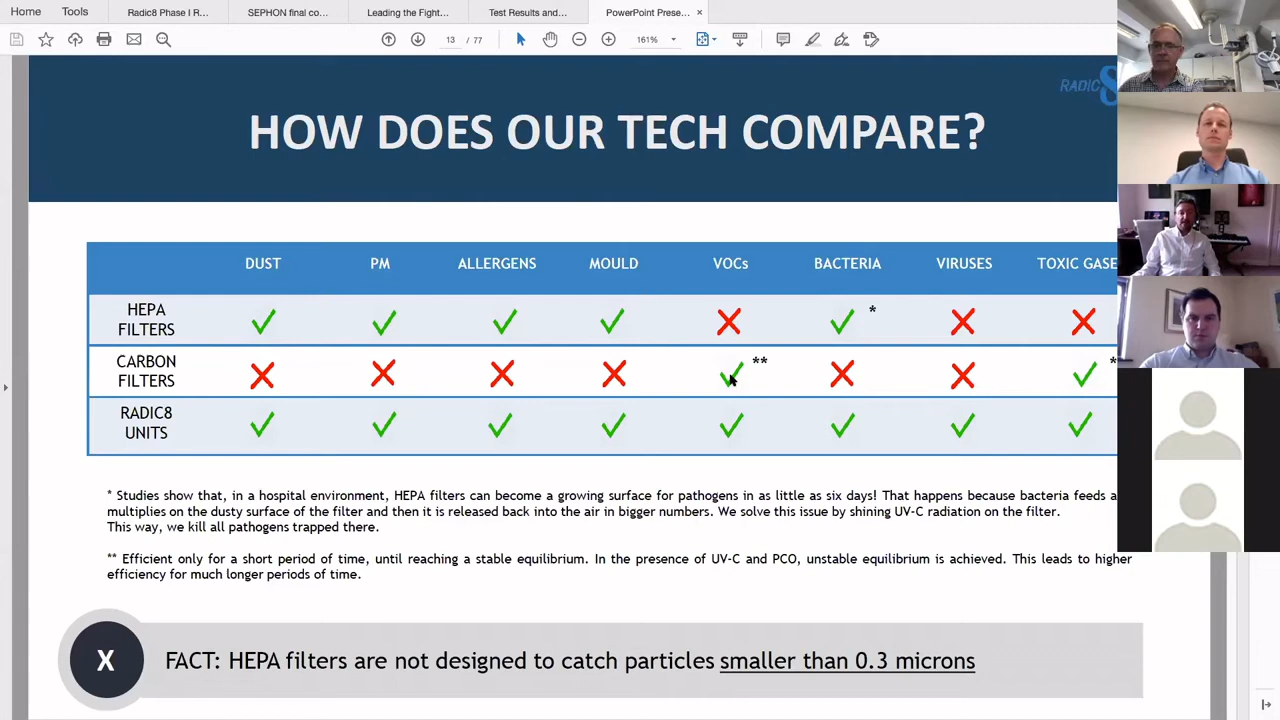 Home Tools Radic8 Phase I R... SEPHON final co... Leading the Fight... Test Results and... PowerPoint Prese... ×
13 / 77 161%
RADIC8
HOW DOES OUR TECH COMPARE?
DUST PM ALLERGENS MOULD VOCs BACTERIA VIRUSES TOXIC GASE
HEPA
FILTERS
*
CARBON
FILTERS
** *
RADIC8
UNITS
* Studies show that, in a hospital environment, HEPA filters can become a growing surface for pathogens in as little as six days! That happens because bacteria feeds a
multiplies on the dusty surface of the filter and then it is released back into the air in bigger numbers. We solve this issue by shining UV-C radiation on the filter.
This way, we kill all pathogens trapped there.
** Efficient only for a short period of time, until reaching a stable equilibrium. In the presence of UV-C and PCO, unstable equilibrium is achieved. This leads to higher
efficiency for much longer periods of time.
X
FACT: HEPA filters are not designed to catch particles smaller than 0.3 microns